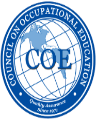 COUNCIL ON OCCUPATIONAL EDUCATION
COE
Quality Assurance
Since 1971